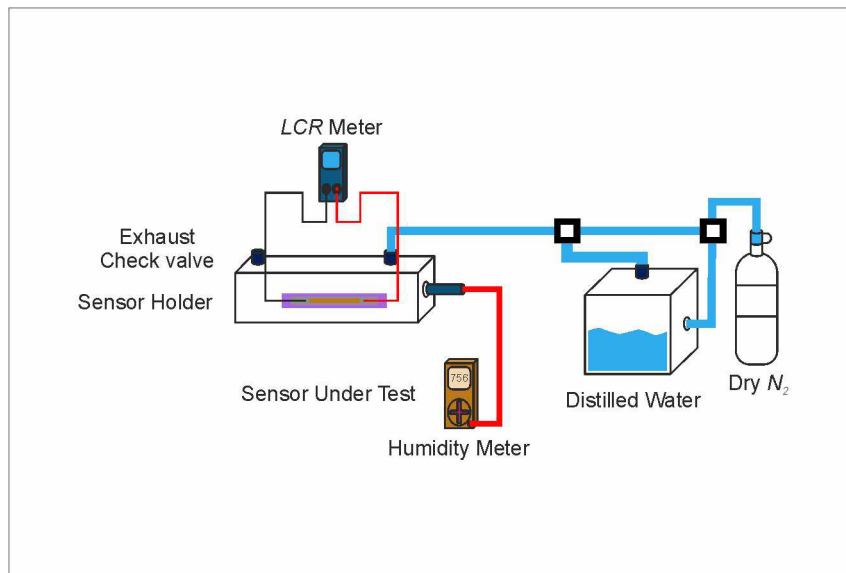 LCR Meter
Exhaust
Check valve
Sensor Holder
Sensor Under Test
756
Humidity Meter
Distilled Water
Dry N2